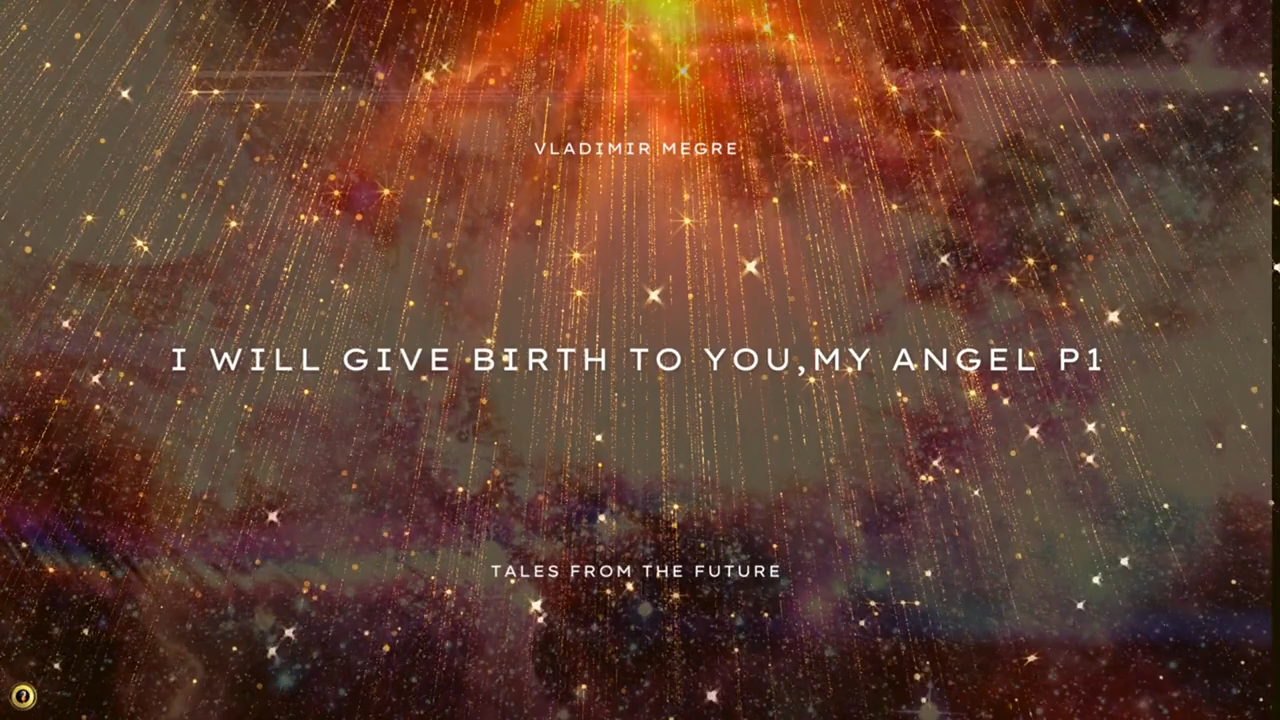 VLADIMIR MEGRE
I WILL GIVE BIRTH TO YOU,MY ANGEL P1
TALES FROM THE FUTURE